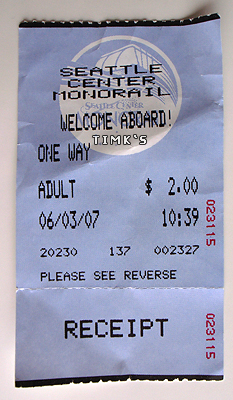 SEATTLE
CENTER
MONORAIL
SEATTLE CENTER
WELCOME ABOARD!
TIMK'S
ONE WAY
ADULT $ 2.00
06/03/07 10:39
20230 137 002327
PLEASE SEE REVERSE
023115
RECEIPT
023115